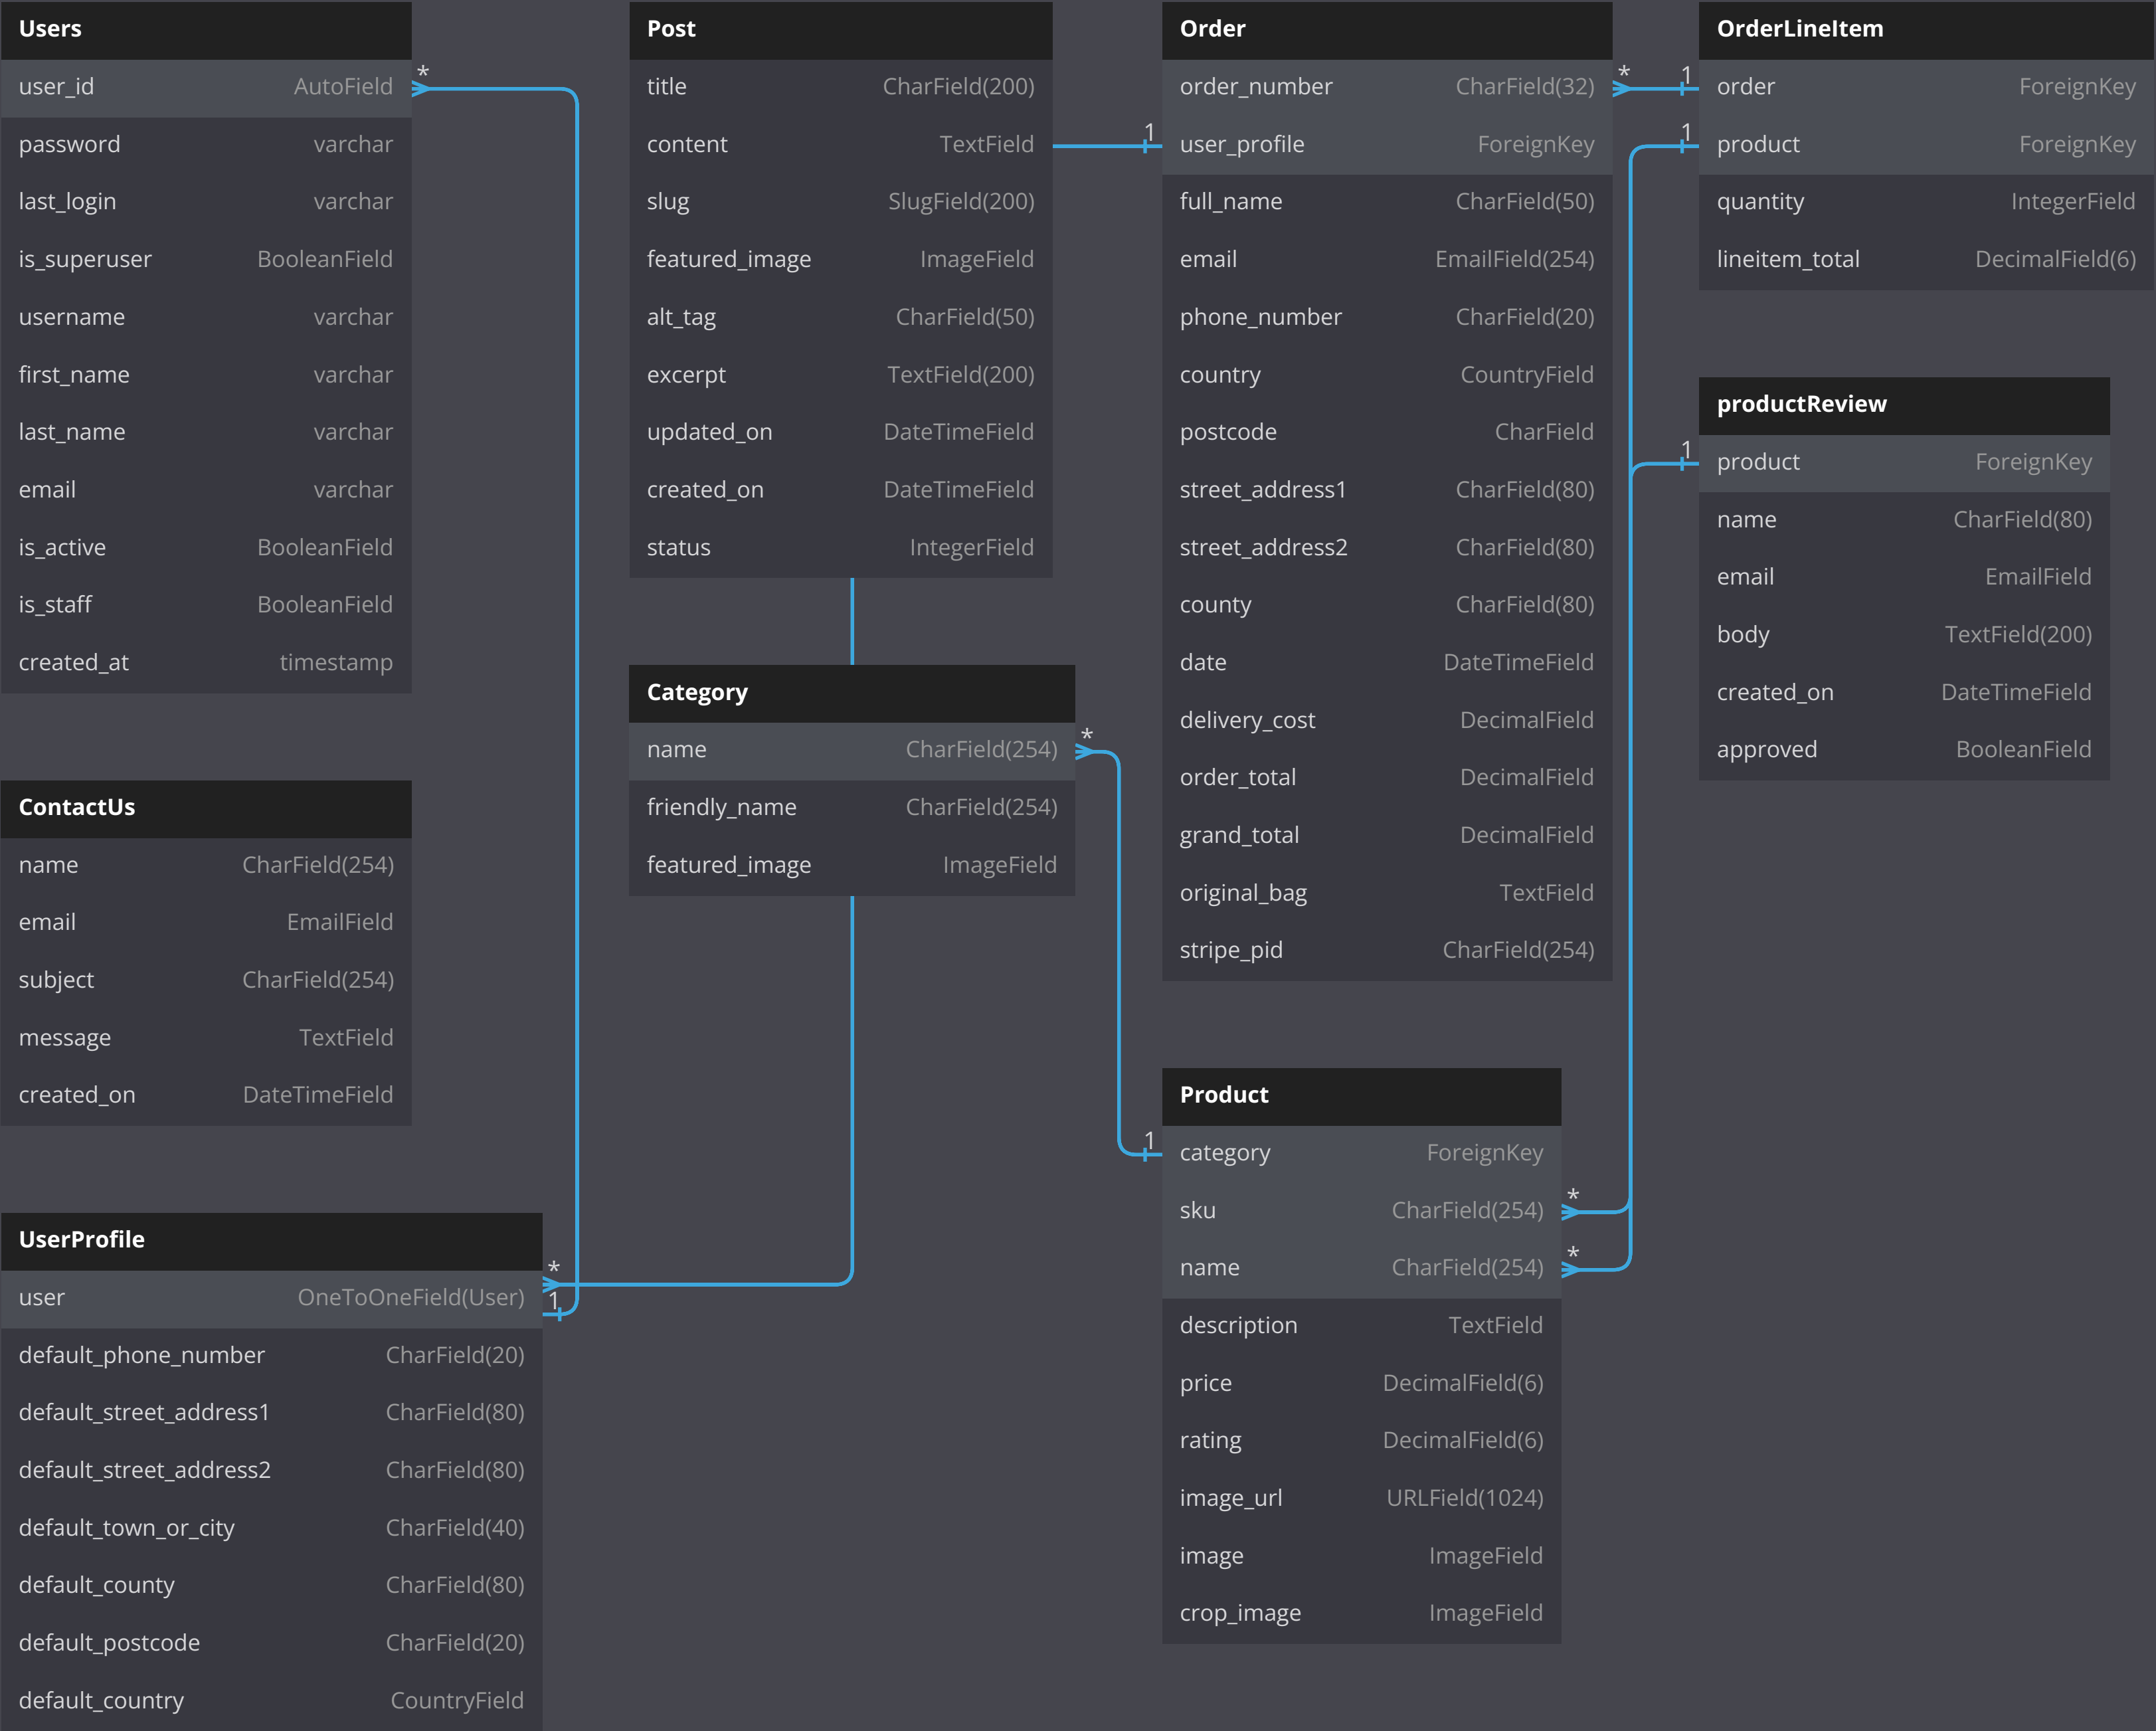 Users
user_id AutoField
password varchar
last_login varchar
is_superuser BooleanField
username varchar
first_name varchar
last_name varchar
email varchar
is_active BooleanField
is_staff BooleanField
created_at timestamp
*
ContactUs
name CharField(254)
email EmailField
subject CharField(254)
message TextField
created_on DateTimeField
UserProfile
user OneToOneField(User)
default_phone_number CharField(20)
default_street_address1 CharField(80)
default_street_address2 CharField(80)
default_town_or_city CharField(40)
default_county CharField(80)
default_postcode CharField(20)
default_country CountryField
*
1
Post
title CharField(200)
content TextField
slug SlugField(200)
featured_image ImageField
alt_tag CharField(50)
excerpt TextField(200)
updated_on DateTimeField
created_on DateTimeField
status IntegerField
Category
name CharField(254)
friendly_name CharField(254)
featured_image ImageField
*
1
Order
order_number CharField(32)
user_profile ForeignKey
full_name CharField(50)
email EmailField(254)
phone_number CharField(20)
country CountryField
postcode CharField
street_address1 CharField(80)
street_address2 CharField(80)
county CharField(80)
date DateTimeField
delivery_cost DecimalField
order_total DecimalField
grand_total DecimalField
original_bag TextField
stripe_pid CharField(254)
*
1
Product
category ForeignKey
sku CharField(254)
name CharField(254)
description TextField
price DecimalField(6)
rating DecimalField(6)
image_url URLField(1024)
image ImageField
crop_image ImageField
*
*
1
1
OrderLineItem
order ForeignKey
product ForeignKey
quantity IntegerField
lineitem_total DecimalField(6)
1
productReview
product ForeignKey
name CharField(80)
email EmailField
body TextField(200)
created_on DateTimeField
approved BooleanField